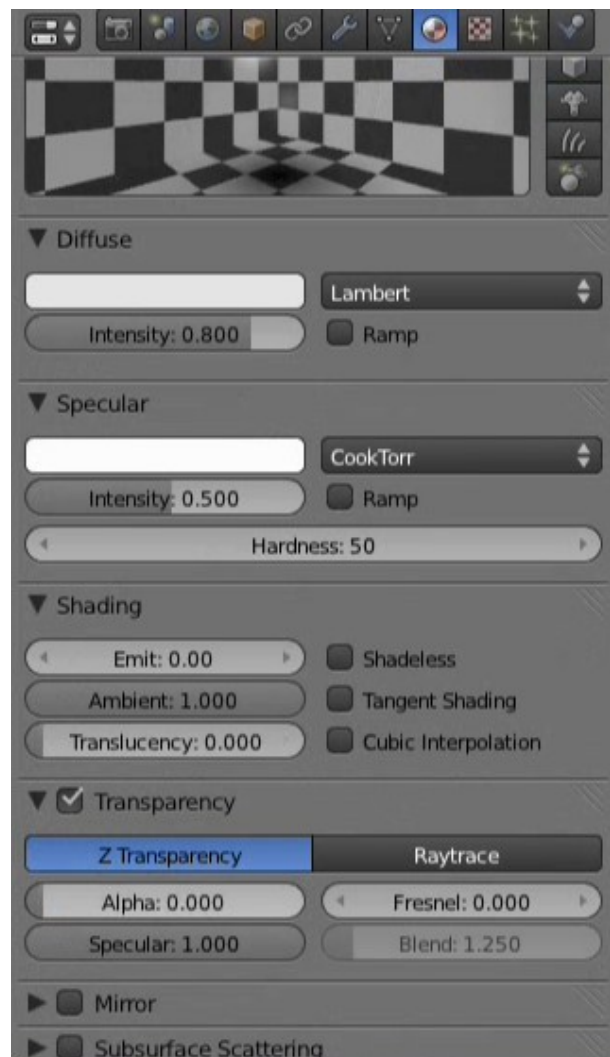 Diffuse
Lambert
Intensity: 0.800 Ramp
Specular
CookTorr
Intensity: 0.500 Ramp
Hardness: 50
Shading
Emit: 0.00 Shadeless
Ambient: 1.000 Tangent Shading
Translucency: 0.000 Cubic Interpolation
Transparency
Z Transparency Raytrace
Alpha: 0.000 Fresnel: 0.000
Specular: 1.000 Blend: 1.250
Mirror
Subsurface Scattering